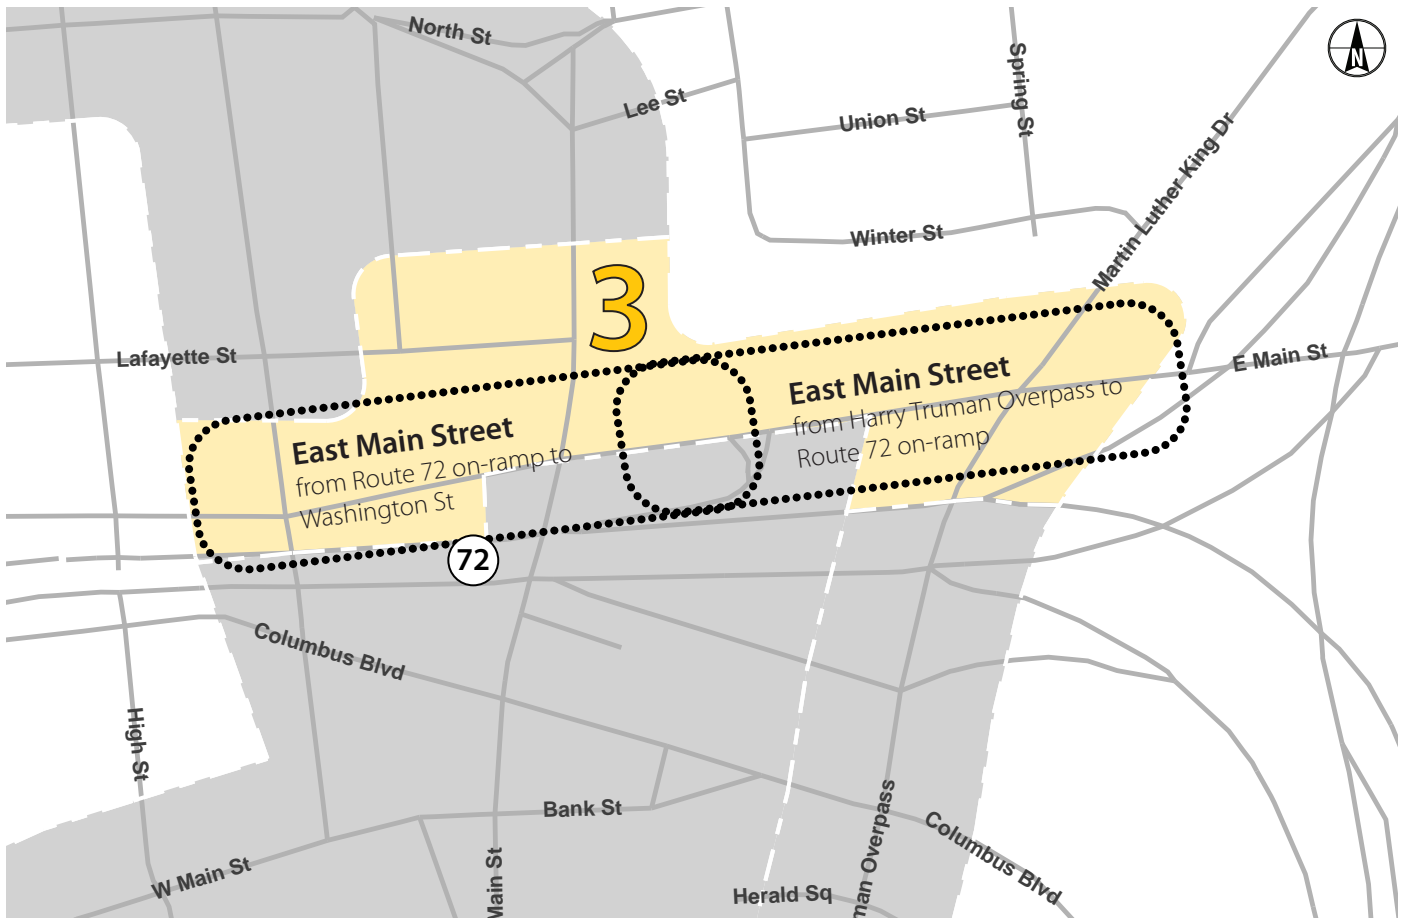 North St
Lee St
Union St
Spring St
N
Martin Luther King Dr
Winter St
3
Lafayette St
E Main St
East Main Street
from Harry Truman Overpass to
Route 72 on-ramp
East Main Street
from Route 72 on-ramp to
Washington St
72
Columbus Blvd
High St
Bank St
W Main St
Main St
Herald Sq
man Overpass
Columbus Blvd